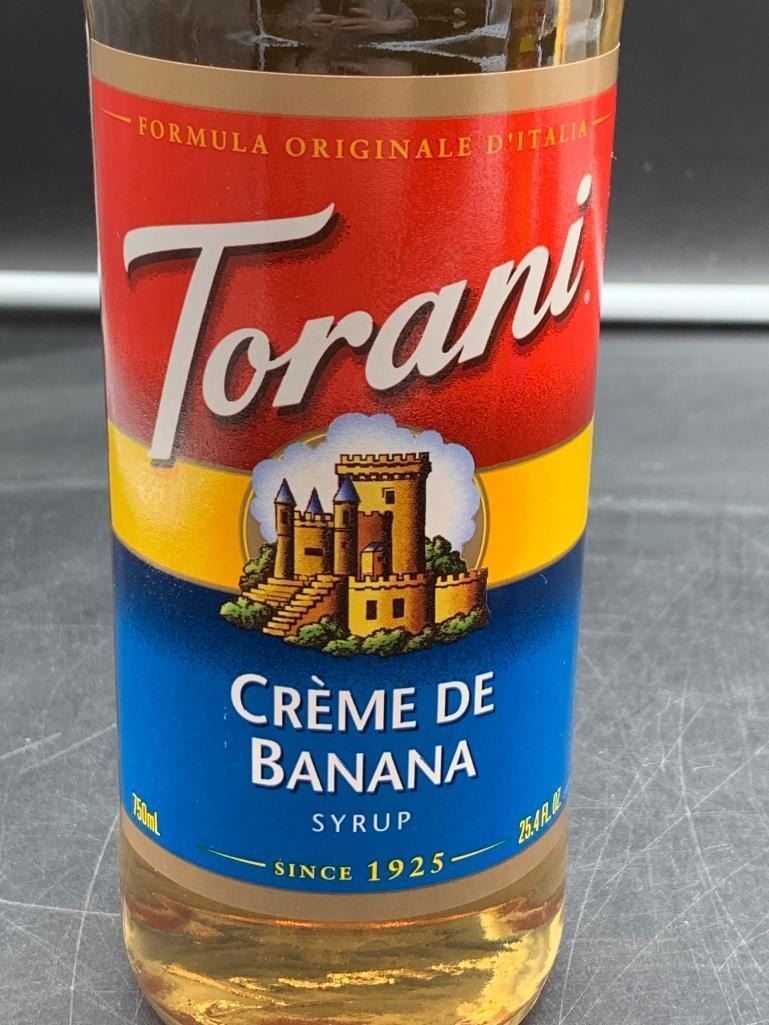 FORMULA ORIGINALE D'ITALIA
Torani
CRÈME DE
BANANA
SYRUP
750mL
25.4 FL. OZ.
SINCE 1925